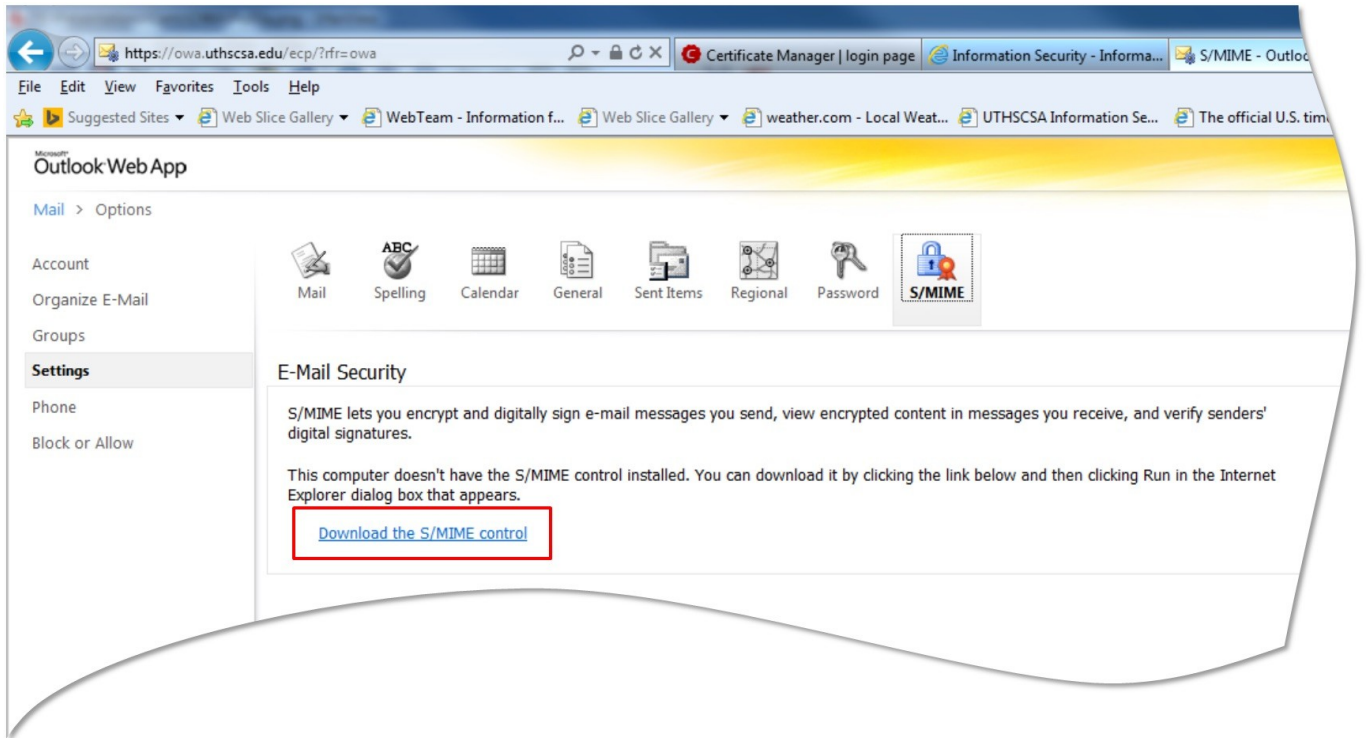 https://owa.uthscsa.edu/ecp/?rfr=owa
Certificate Manager | login page
Information Security - Informa...
S/MIME - Outloo
File Edit View Favorites Tools Help
Suggested Sites
Web Slice Gallery
WebTeam - Information f...
Web Slice Gallery
weather.com - Local Weat...
UTHSCSA Information Se...
The official U.S. time
Microsoft
Outlook Web App
Mail > Options
Account
Organize E-Mail
Groups
Settings
Phone
Block or Allow
ABC
Mail Spelling Calendar General Sent Items Regional Password S/MIME
E-Mail Security
S/MIME lets you encrypt and digitally sign e-mail messages you send, view encrypted content in messages you receive, and verify senders'
digital signatures.
This computer doesn't have the S/MIME control installed. You can download it by clicking the link below and then clicking Run in the Internet
Explorer dialog box that appears.
Download the S/MIME control